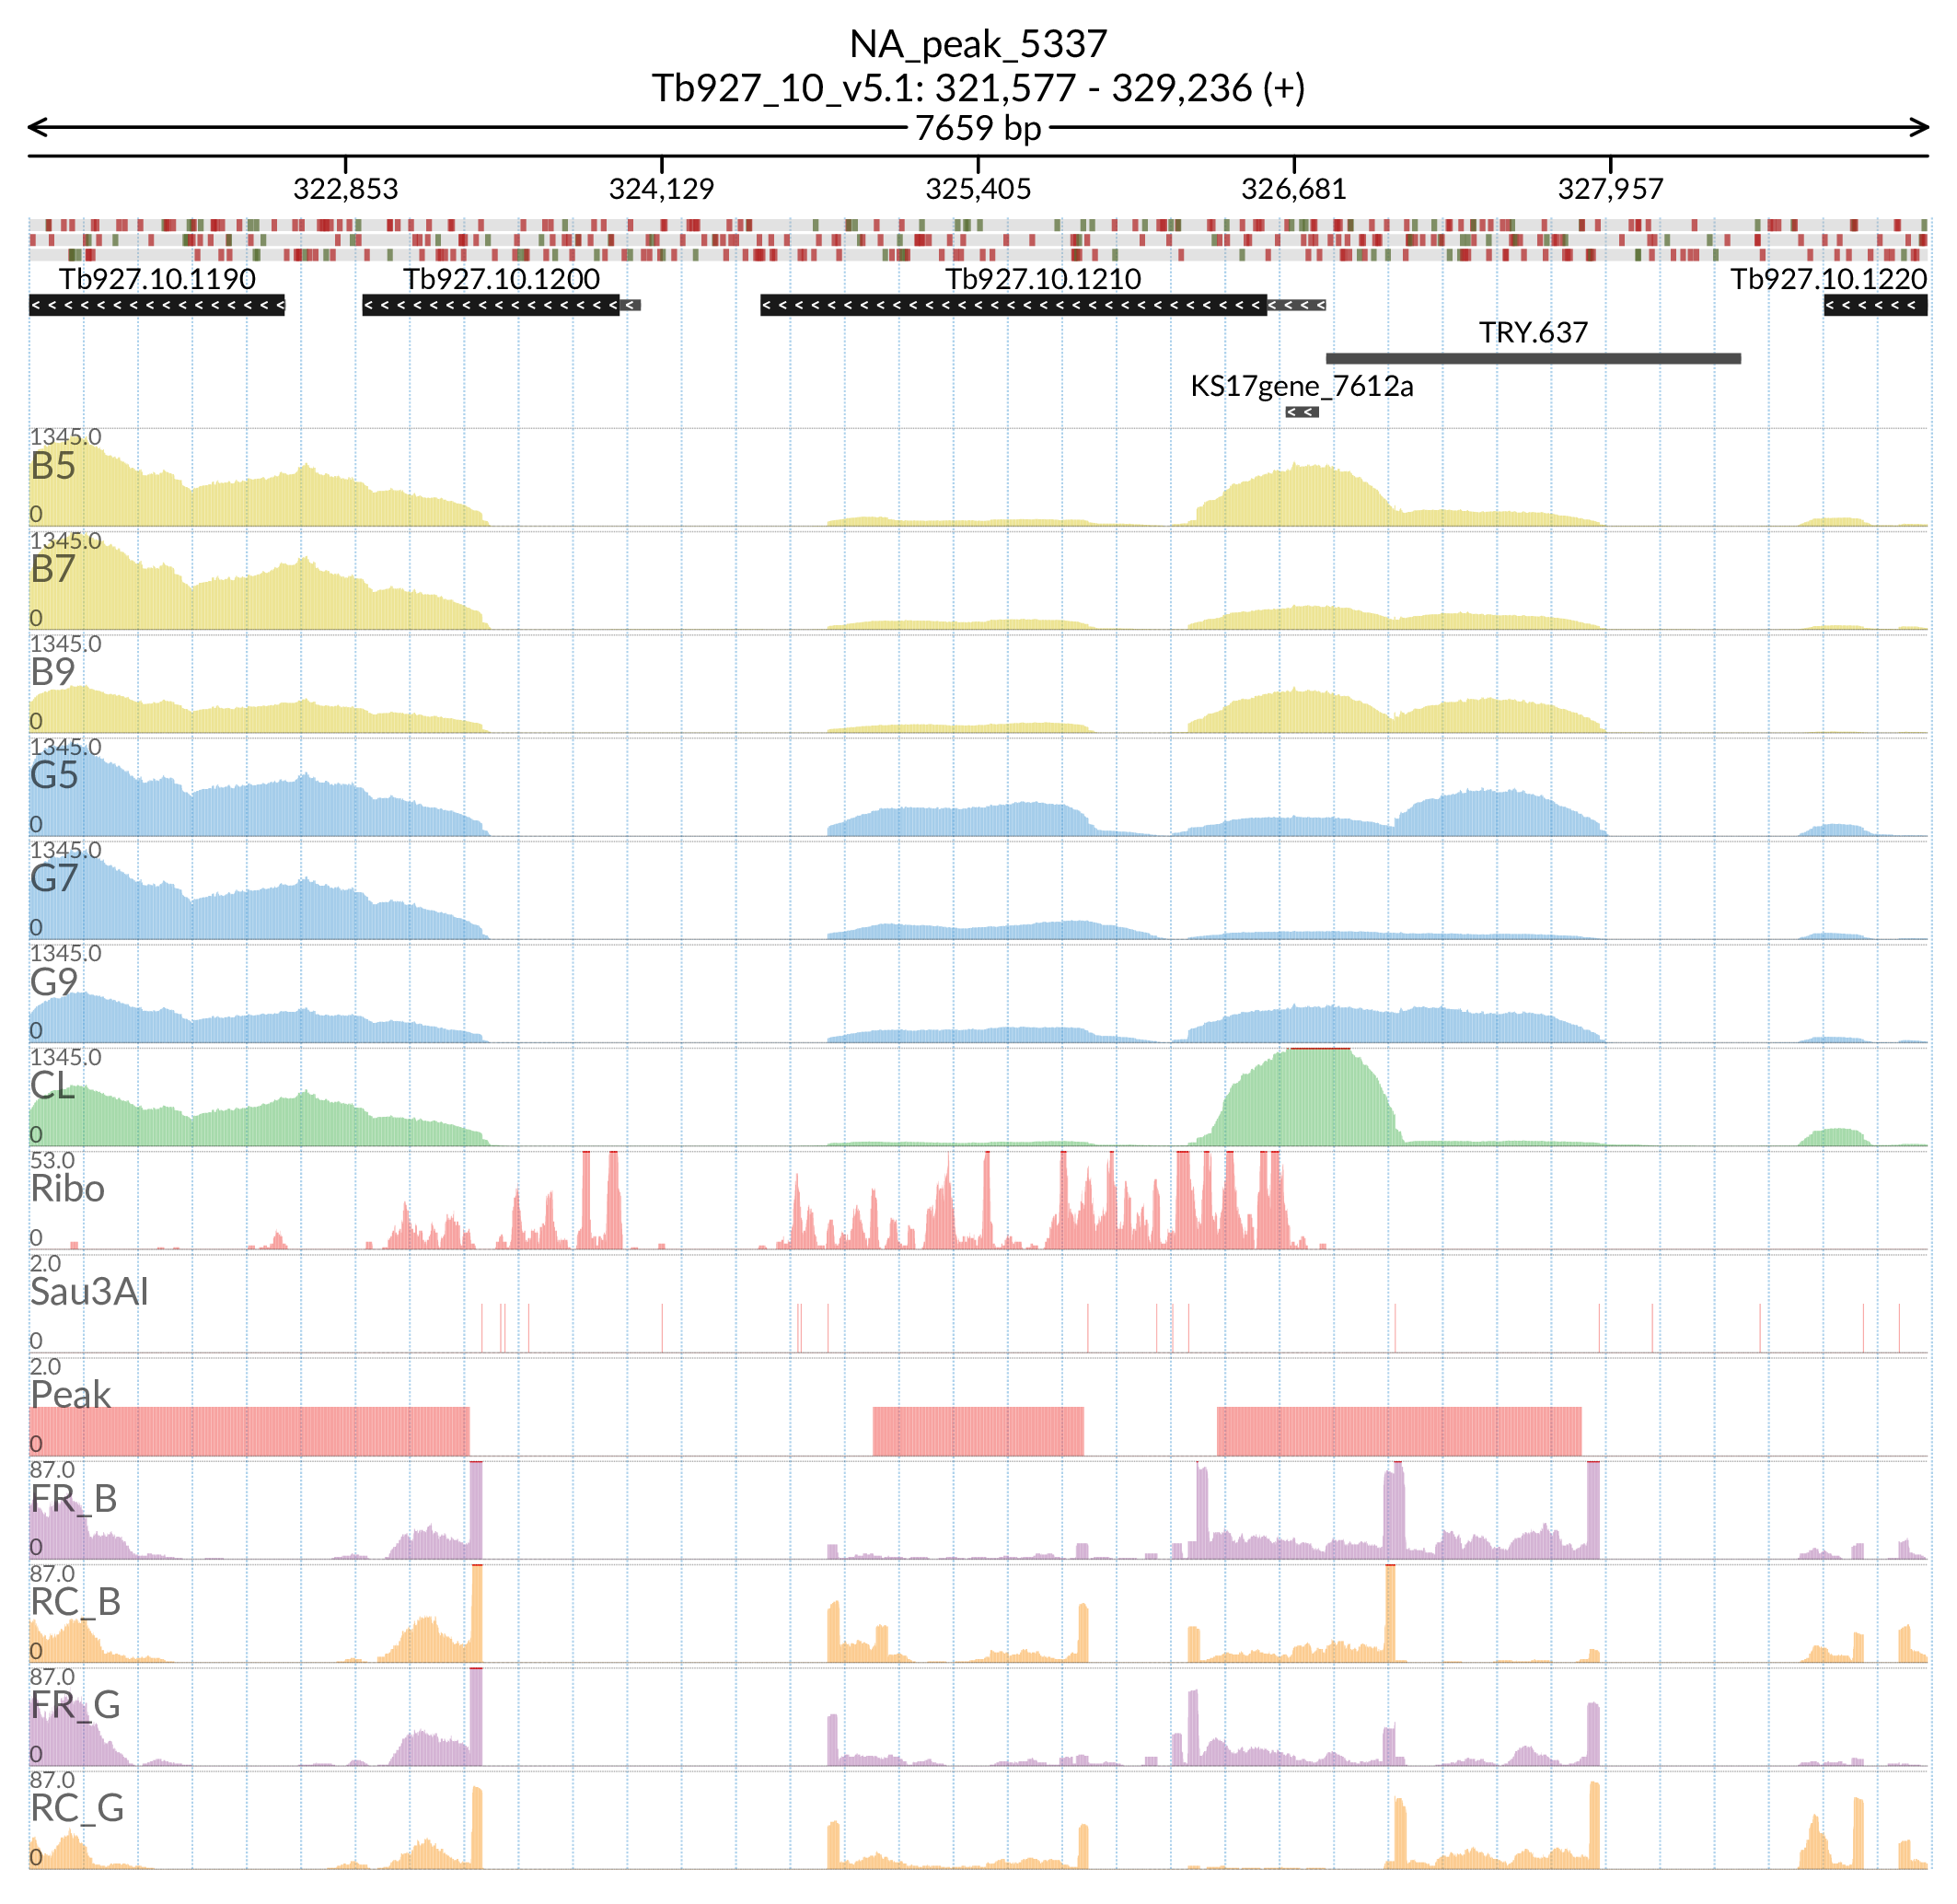 NA_peak_5337
Tb927_10_v5.1: 321,577 - 329,236 (+)
7659 bp
322,853 324,129 325,405 326,681 327,957
Tb927.10.1190 Tb927.10.1200 Tb927.10.1210 Tb927.10.1220
TRY.637
KS17gene_7612a
1345.0
B5
0
1345.0
B7
0
1345.0
B9
0
1345.0
G5
0
1345.0
G7
0
1345.0
G9
0
1345.0
CL
0
53.0
Ribo
0
2.0
Sau3AI
0
2.0
Peak
0
87.0
FR_B
0
87.0
RC_B
0
87.0
FR_G
0
87.0
RC_G
0